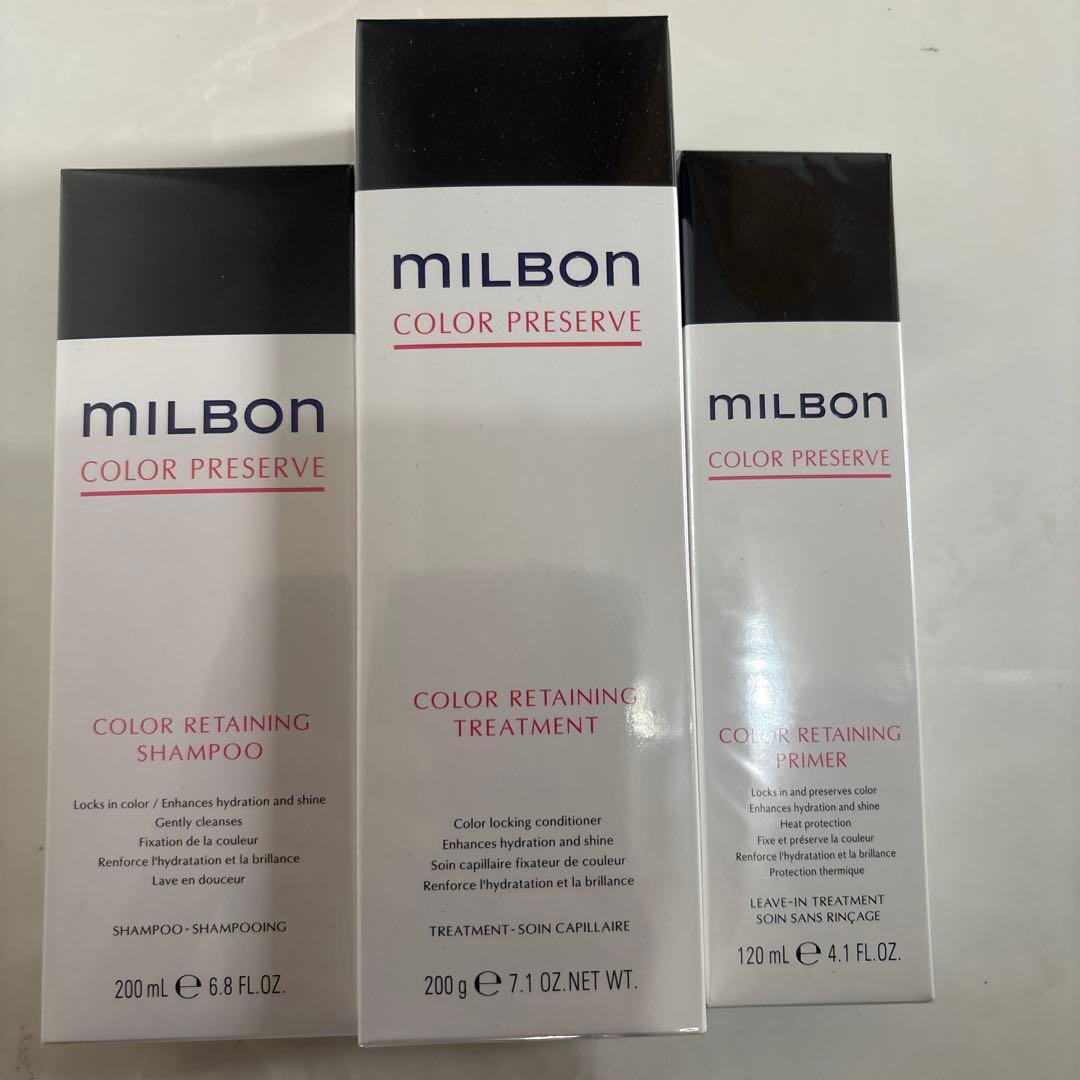 milbon
COLOR PRESERVE
COLOR RETAINING
SHAMPOO
Locks in color / Enhances hydration and shine
Gently cleanses
Fixation de la couleur
Renforce l'hydratation et la brillance
Lave en douceur
SHAMPOO - SHAMPOOING
200 mL ℮ 6.8 FL.OZ.
milbon
COLOR PRESERVE
COLOR RETAINING
TREATMENT
Color locking conditioner
Enhances hydration and shine
Soin capillaire fixateur de couleur
Renforce l'hydratation et la brillance
TREATMENT - SOIN CAPILLAIRE
200 g ℮ 7.1 OZ.NET WT.
milbon
COLOR PRESERVE
COLOR RETAINING
PRIMER
Locks in and preserves color
Enhances hydration and shine
Heat protection
Fixe et préserve la couleur
Renforce l'hydratation et la brillance
Protection thermique
LEAVE-IN TREATMENT
SOIN SANS RINÇAGE
120 mL ℮ 4.1 FL.OZ.